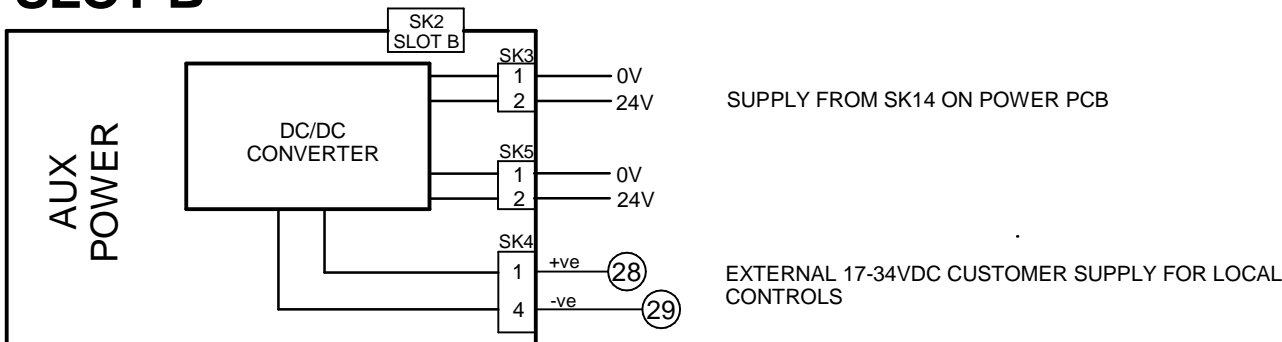 SLOT B
SK2
SLOT B
AUX
POWER
DC/DC
CONVERTER
SK3
1 0V
2 24V
SUPPLY FROM SK14 ON POWER PCB
SK5
1 0V
2 24V
SK4
1 +ve 28
4 -ve 29
EXTERNAL 17-34VDC CUSTOMER SUPPLY FOR LOCAL
CONTROLS